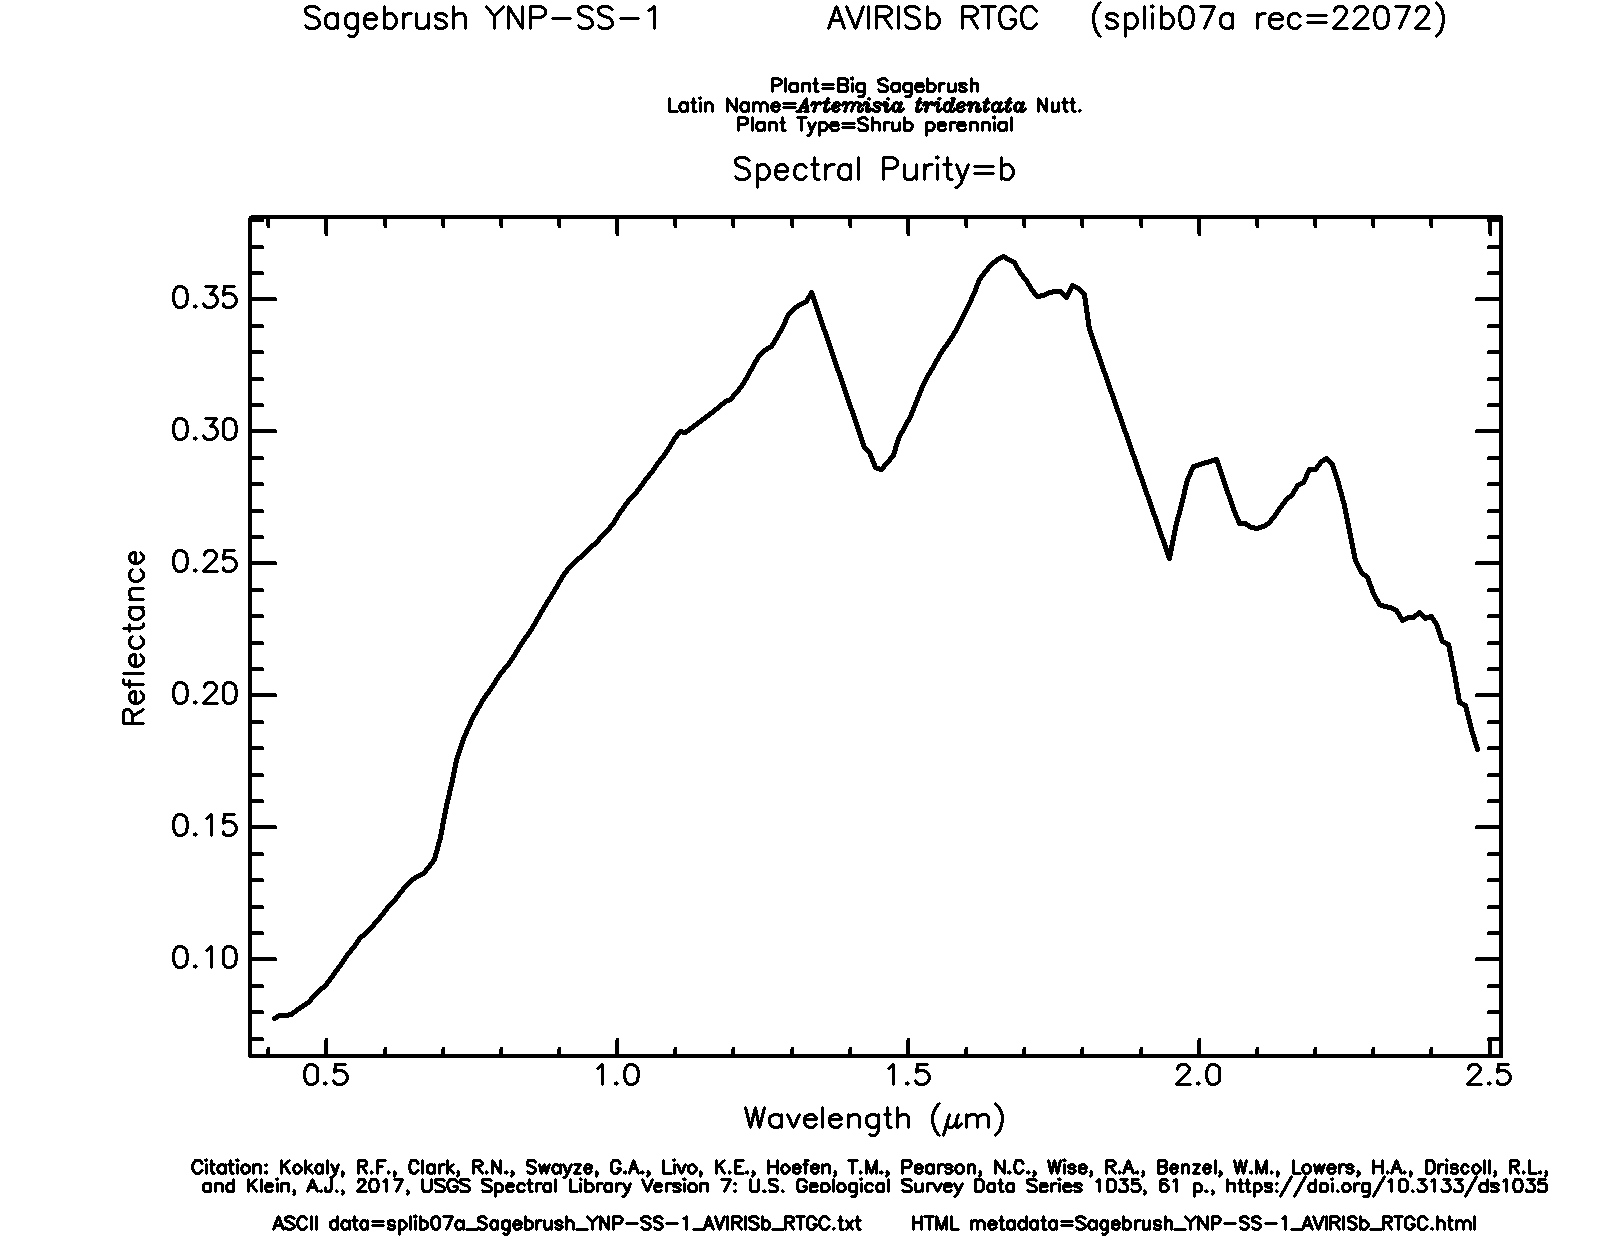 Sagebrush YNP-SS-1 AVIRISb RTGC (splib07a rec=22072)
Plant=Big Sagebrush
Latin Name=Artemisia tridentata Nutt.
Plant Type=Shrub perennial
Spectral Purity=b
0.35
0.30
0.25
0.20
0.15
0.10
Reflectance
0.5 1.0 1.5 2.0 2.5
Wavelength (μm)
Citation: Kokaly, R.F., Clark, R.N., Swayze, G.A., Livo, K.E., Hoefen, T.M., Pearson, N.C., Wise, R.A., Benzel, W.M., Lowers, H.A., Driscoll, R.L.,
and Klein, A.J., 2017, USGS Spectral Library Version 7: U.S. Geological Survey Data Series 1035, 61 p., https://doi.org/10.3133/ds1035
ASCII data=splib07a_Sagebrush_YNP-SS-1_AVIRISb_RTGC.txt HTML metadata=Sagebrush_YNP-SS-1_AVIRISb_RTGC.html